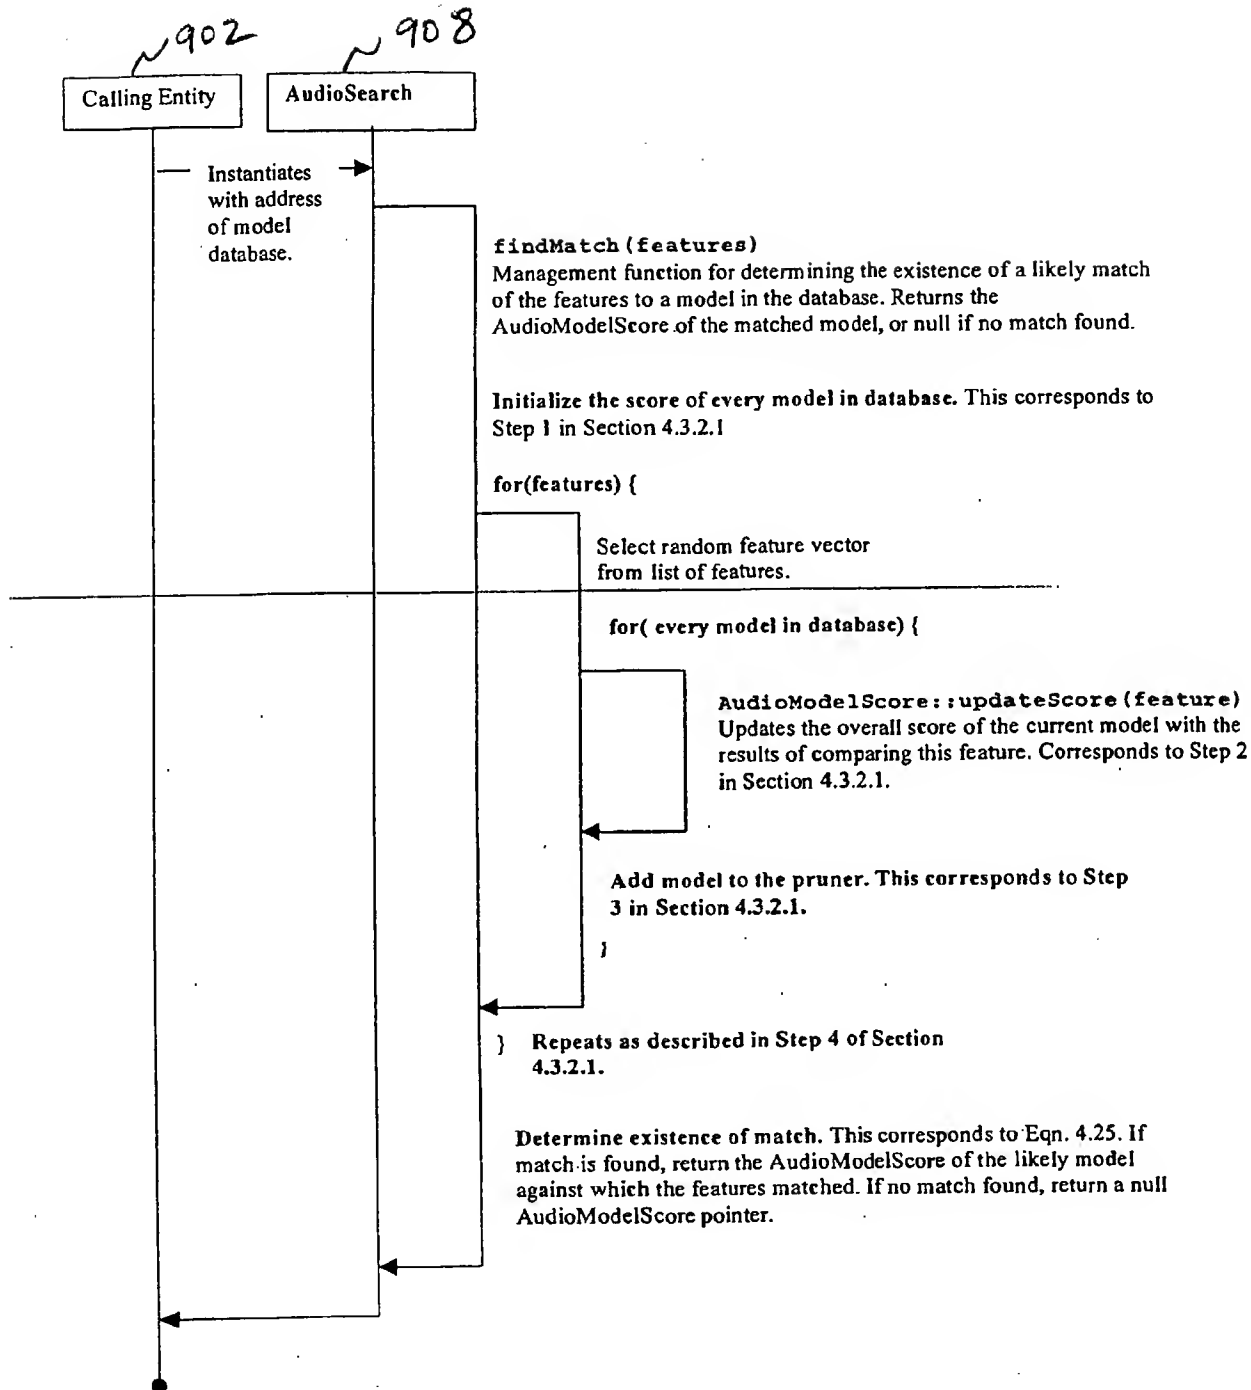 902
908
Calling Entity
AudioSearch
Instantiates
with address
of model
database.
findMatch(features)
Management function for determining the existence of a likely match
of the features to a model in the database. Returns the
AudioModelScore of the matched model, or null if no match found.
Initialize the score of every model in database. This corresponds to
Step 1 in Section 4.3.2.1
for(features) {
Select random feature vector
from list of features.
for( every model in database) {
AudioModelScore::updateScore(feature)
Updates the overall score of the current model with the
results of comparing this feature. Corresponds to Step 2
in Section 4.3.2.1.
Add model to the pruner. This corresponds to Step
3 in Section 4.3.2.1.
}
} Repeats as described in Step 4 of Section
4.3.2.1.
Determine existence of match. This corresponds to Eqn. 4.25. If
match is found, return the AudioModelScore of the likely model
against which the features matched. If no match found, return a null
AudioModelScore pointer.